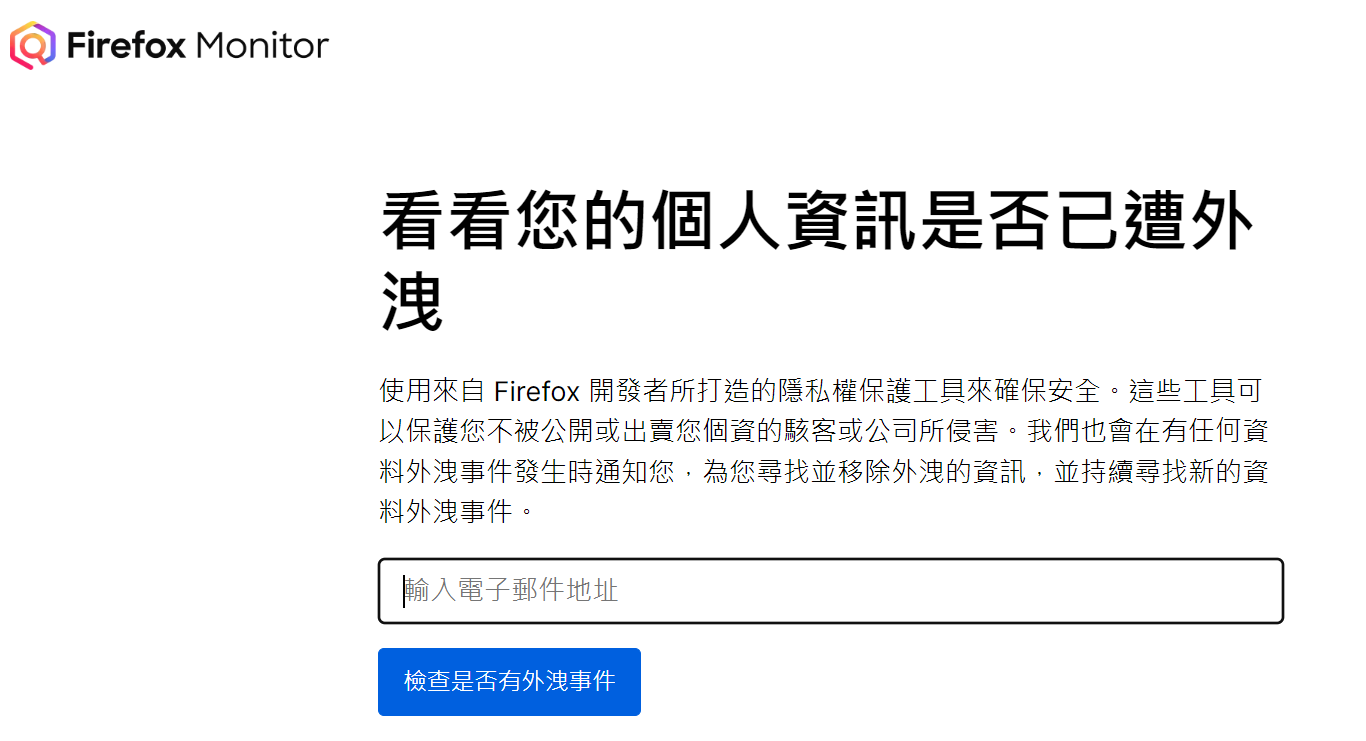 Firefox Monitor
看看您的個人資訊是否已遭外
洩
使用來自 Firefox 開發者所打造的隱私權保護工具來確保安全。這些工具可
以保護您不被公開或出賣您個資的駭客或公司所侵害。我們也會在有任何資
料外洩事件發生時通知您，為您尋找並移除外洩的資訊，並持續尋找新的資
料外洩事件。
輸入電子郵件地址
檢查是否有外洩事件